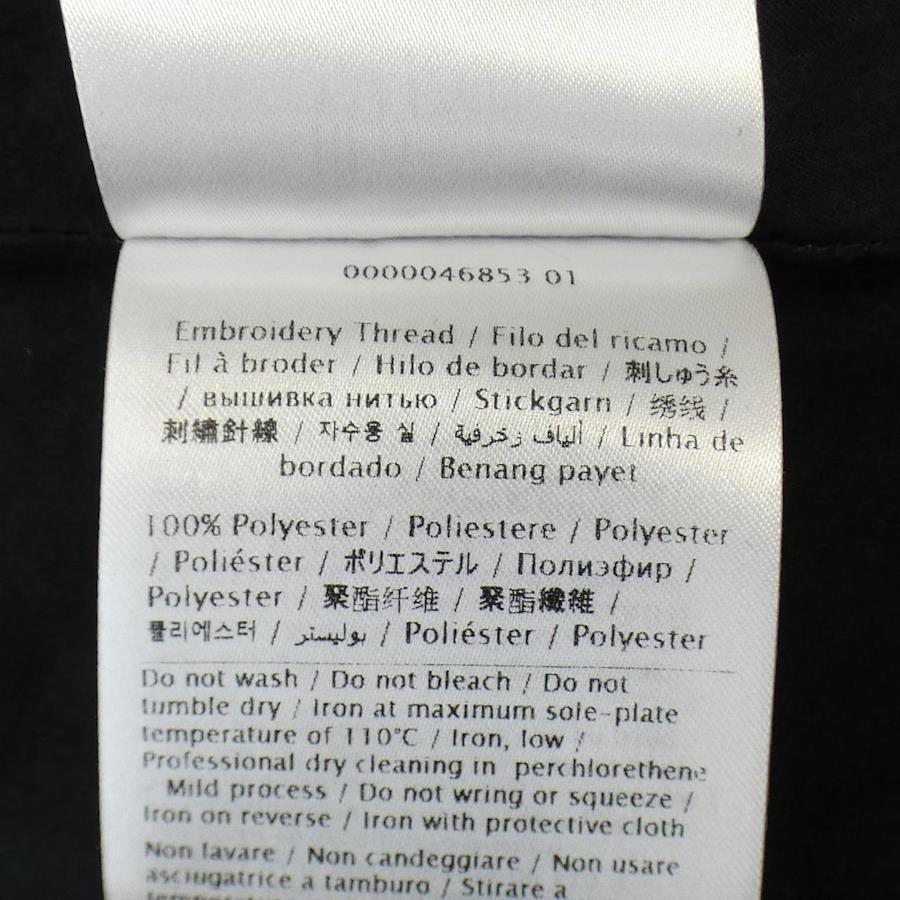 0000046853 01
Embroidery Thread / Filo del ricamo /
Fil à broder / Hilo de bordar / 刺しゅう糸
/ вышивка нитью / Stickgarn / 绣线 /
刺繡針線 / 자수용 실 / ألياف زخرفية / Linha de
bordado / Benang payet
100% Polyester / Poliestere / Polyester
/ Poliéster / ポリエステル / Полиэфир /
Polyester / 聚酯纤维 / 聚酯纖維 /
폴리에스터 / بوليستر / Poliéster / Polyester
Do not wash / Do not bleach / Do not
tumble dry / Iron at maximum sole-plate
temperature of 110°C / Iron, low /
Professional dry cleaning in perchlorethene
Mild process / Do not wring or squeeze /
Iron on reverse / Iron with protective cloth
Non lavare / Non candeggiare / Non usare
asciugatrice a tamburo / Stirare a